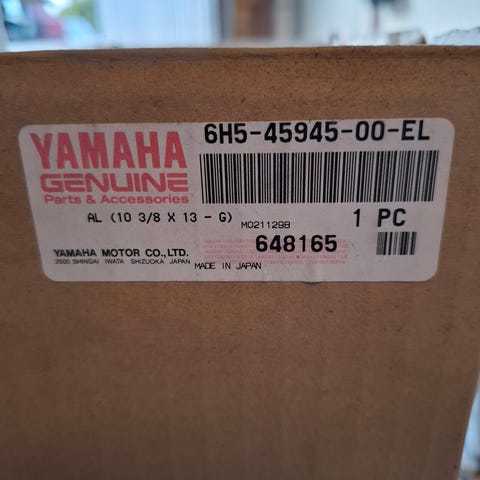 YAMAHA
GENUINE
Parts & Accessories
6H5-45945-00-EL
AL (10 3/8 X 13 - G)
M021129B
1 PC
648165
YAMAHA MOTOR CO.,LTD.
2500 SHINGAI IWATA SHIZUOKA JAPAN
MADE IN JAPAN